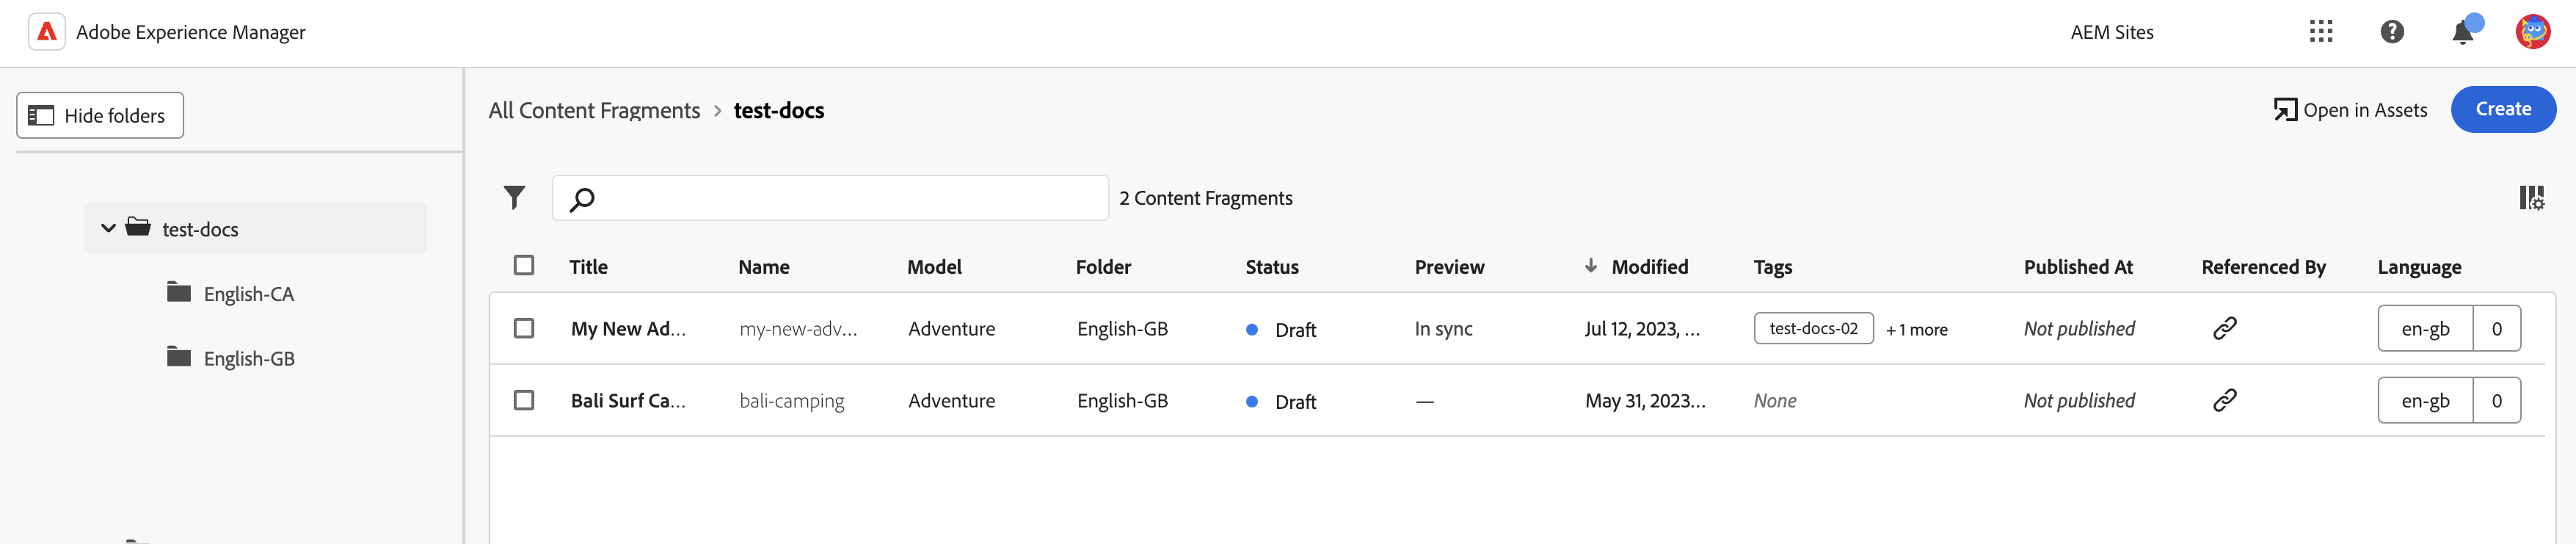 Adobe Experience Manager
AEM Sites
Hide folders
All Content Fragments > test-docs
Open in Assets
Create
test-docs
English-CA
English-GB
2 Content Fragments
Title Name Model Folder Status Preview Modified Tags Published At Referenced By Language
My New Ad... my-new-adv... Adventure English-GB Draft In sync Jul 12, 2023, ... test-docs-02 + 1 more Not published en-gb 0
Bali Surf Ca... bali-camping Adventure English-GB Draft — May 31, 2023... None Not published en-gb 0